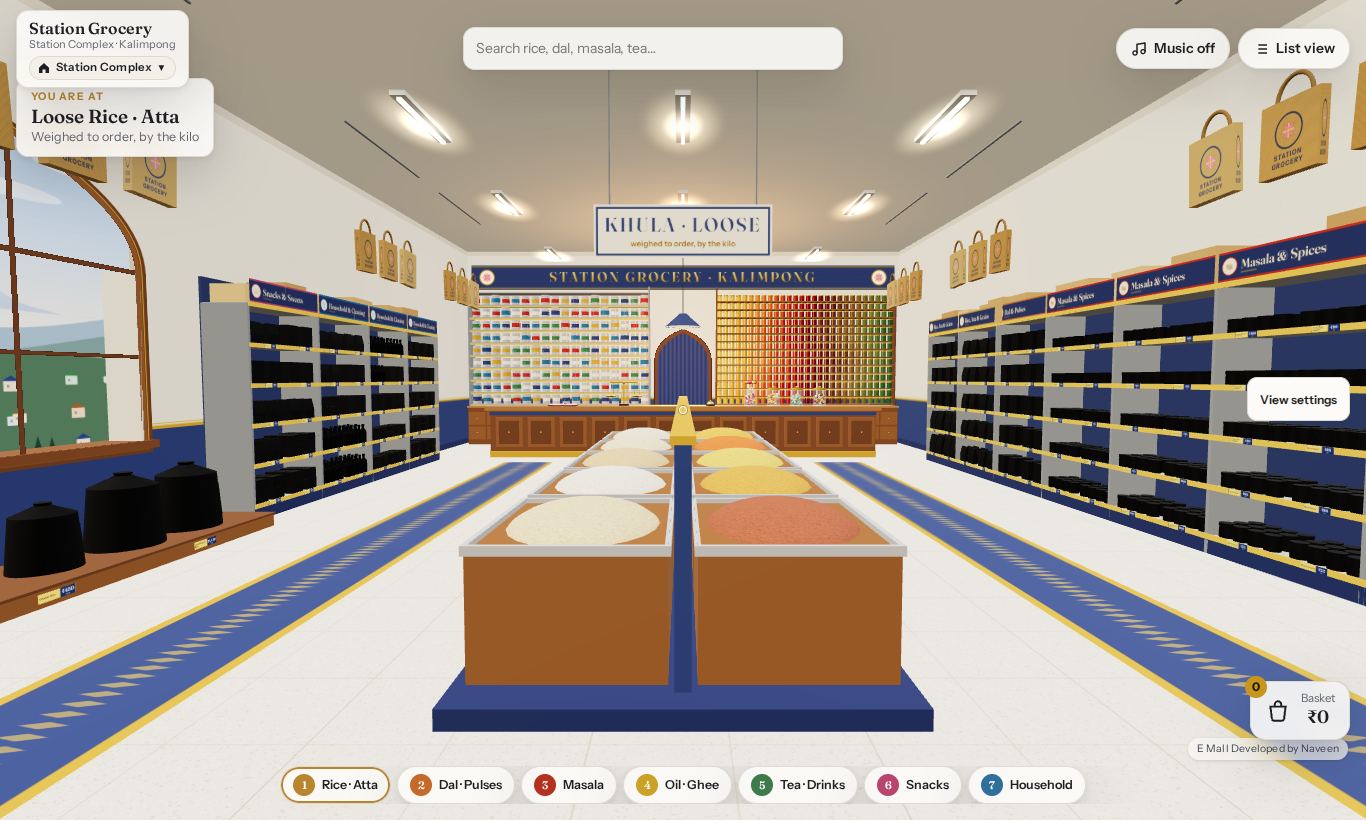 Station Grocery
Station Complex · Kalimpong
Station Complex ▾
YOU ARE AT
Loose Rice · Atta
Weighed to order, by the kilo
Search rice, dal, masala, tea...
Music off
List view
STATION GROCERY
STATION GROCERY
STATION GROCERY
KHULA · LOOSE
weighed to order, by the kilo
STATION GROCERY · KALIMPONG
Snacks & Sweets
Household & Cleaning
Household & Cleaning
Dal & Pulses
Masala & Spices
Masala & Spices
Masala & Spices
View settings
0
Basket
₹0
E Mall Developed by Naveen
1 Rice · Atta
2 Dal · Pulses
3 Masala
4 Oil · Ghee
5 Tea · Drinks
6 Snacks
7 Household